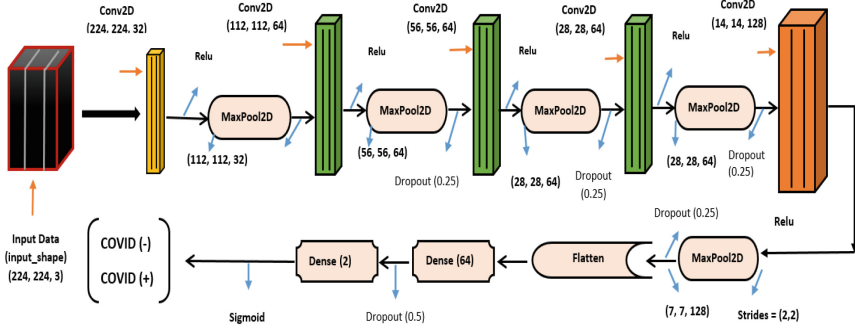 Conv2D
(224, 224, 32)
Conv2D
(112, 112, 64)
Conv2D
(56, 56, 64)
Conv2D
(28, 28, 64)
Conv2D
(14, 14, 128)
Relu
Relu
Relu
Relu
MaxPool2D
MaxPool2D
MaxPool2D
MaxPool2D
(112, 112, 32)
(56, 56, 64)
Dropout (0.25)
(28, 28, 64)
Dropout
(0.25)
(28, 28, 64)
Dropout
(0.25)
Input Data
(input_shape)
(224, 224, 3)
COVID (-)
COVID (+)
Sigmoid
Dense (2)
Dropout (0.5)
Dense (64)
Flatten
Dropout (0.25)
MaxPool2D
Relu
(7, 7, 128)
Strides = (2,2)